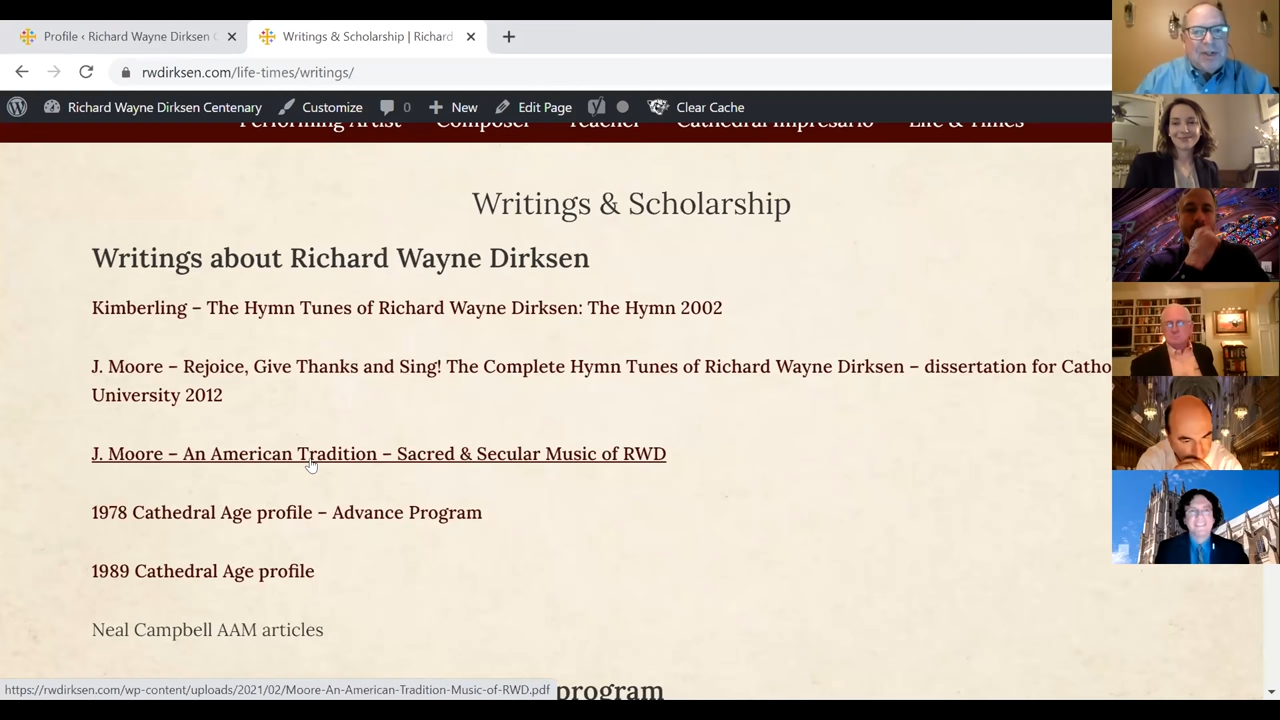 Profile ‹ Richard Wayne Dirksen C
Writings & Scholarship | Richard
rwdirksen.com/life-times/writings/
Richard Wayne Dirksen Centenary
Customize
0
New
Edit Page
Clear Cache
Performing Artist Composer Teacher Cathedral Impresario Life & Times
Writings & Scholarship
Writings about Richard Wayne Dirksen
Kimberling – The Hymn Tunes of Richard Wayne Dirksen: The Hymn 2002
J. Moore – Rejoice, Give Thanks and Sing! The Complete Hymn Tunes of Richard Wayne Dirksen – dissertation for Catho
University 2012
J. Moore – An American Tradition – Sacred & Secular Music of RWD
1978 Cathedral Age profile – Advance Program
1989 Cathedral Age profile
Neal Campbell AAM articles
program
https://rwdirksen.com/wp-content/uploads/2021/02/Moore-An-American-Tradition-Music-of-RWD.pdf